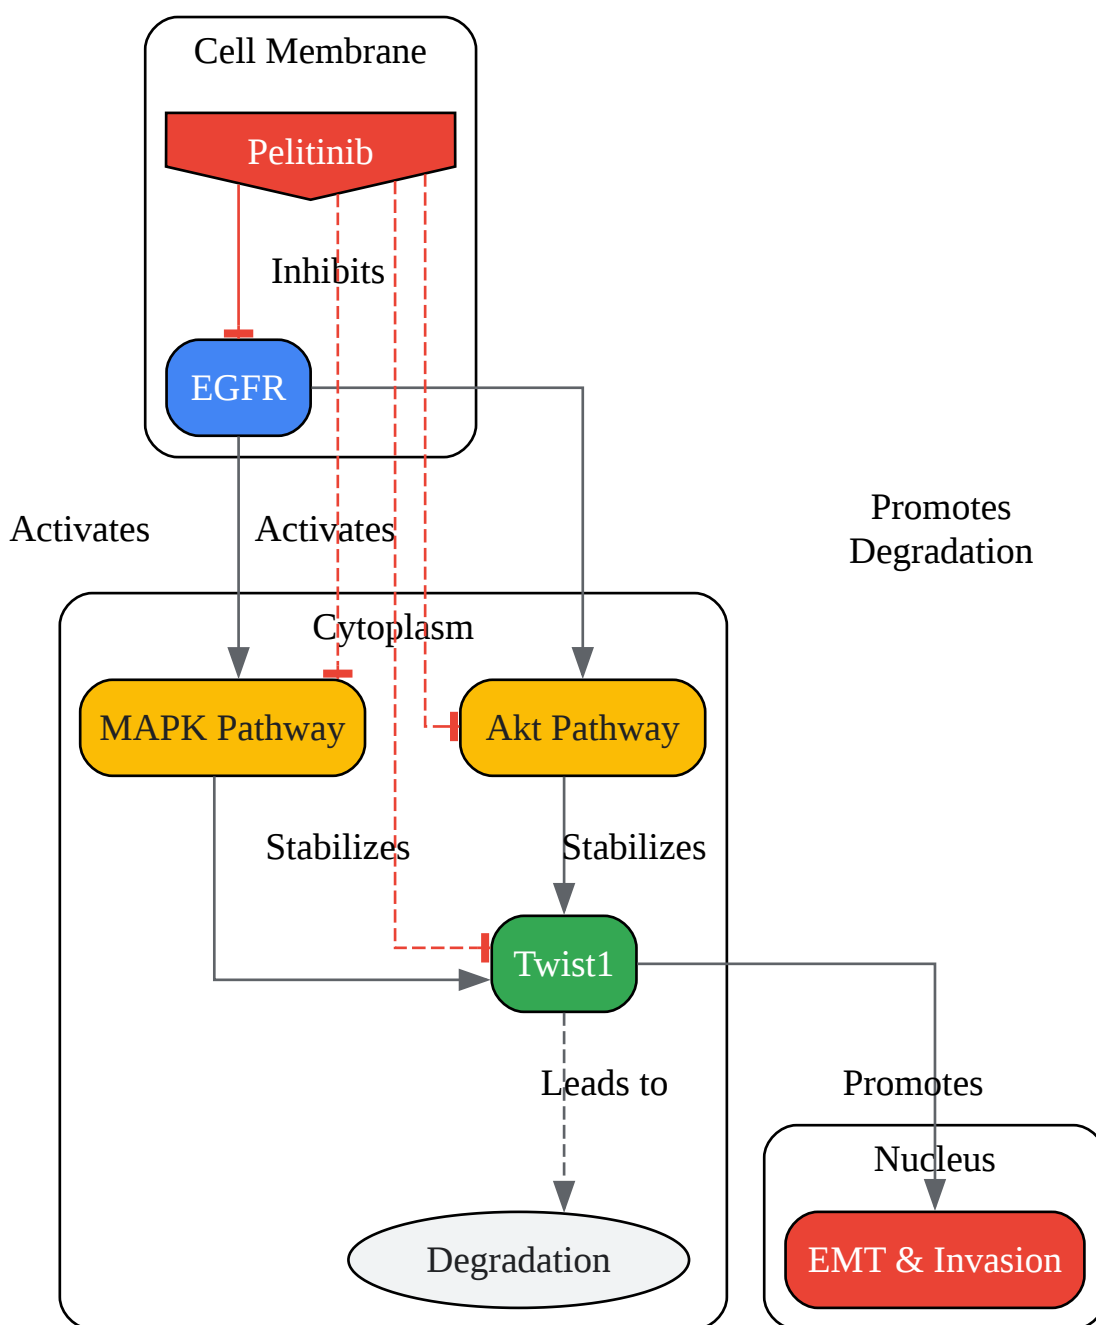 Cell Membrane
Pelitinib
Inhibits
EGFR
Activates
Activates
Promotes
Degradation
Cytoplasm
MAPK Pathway
Akt Pathway
Stabilizes
Stabilizes
Twist1
Leads to
Promotes
Nucleus
Degradation
EMT & Invasion